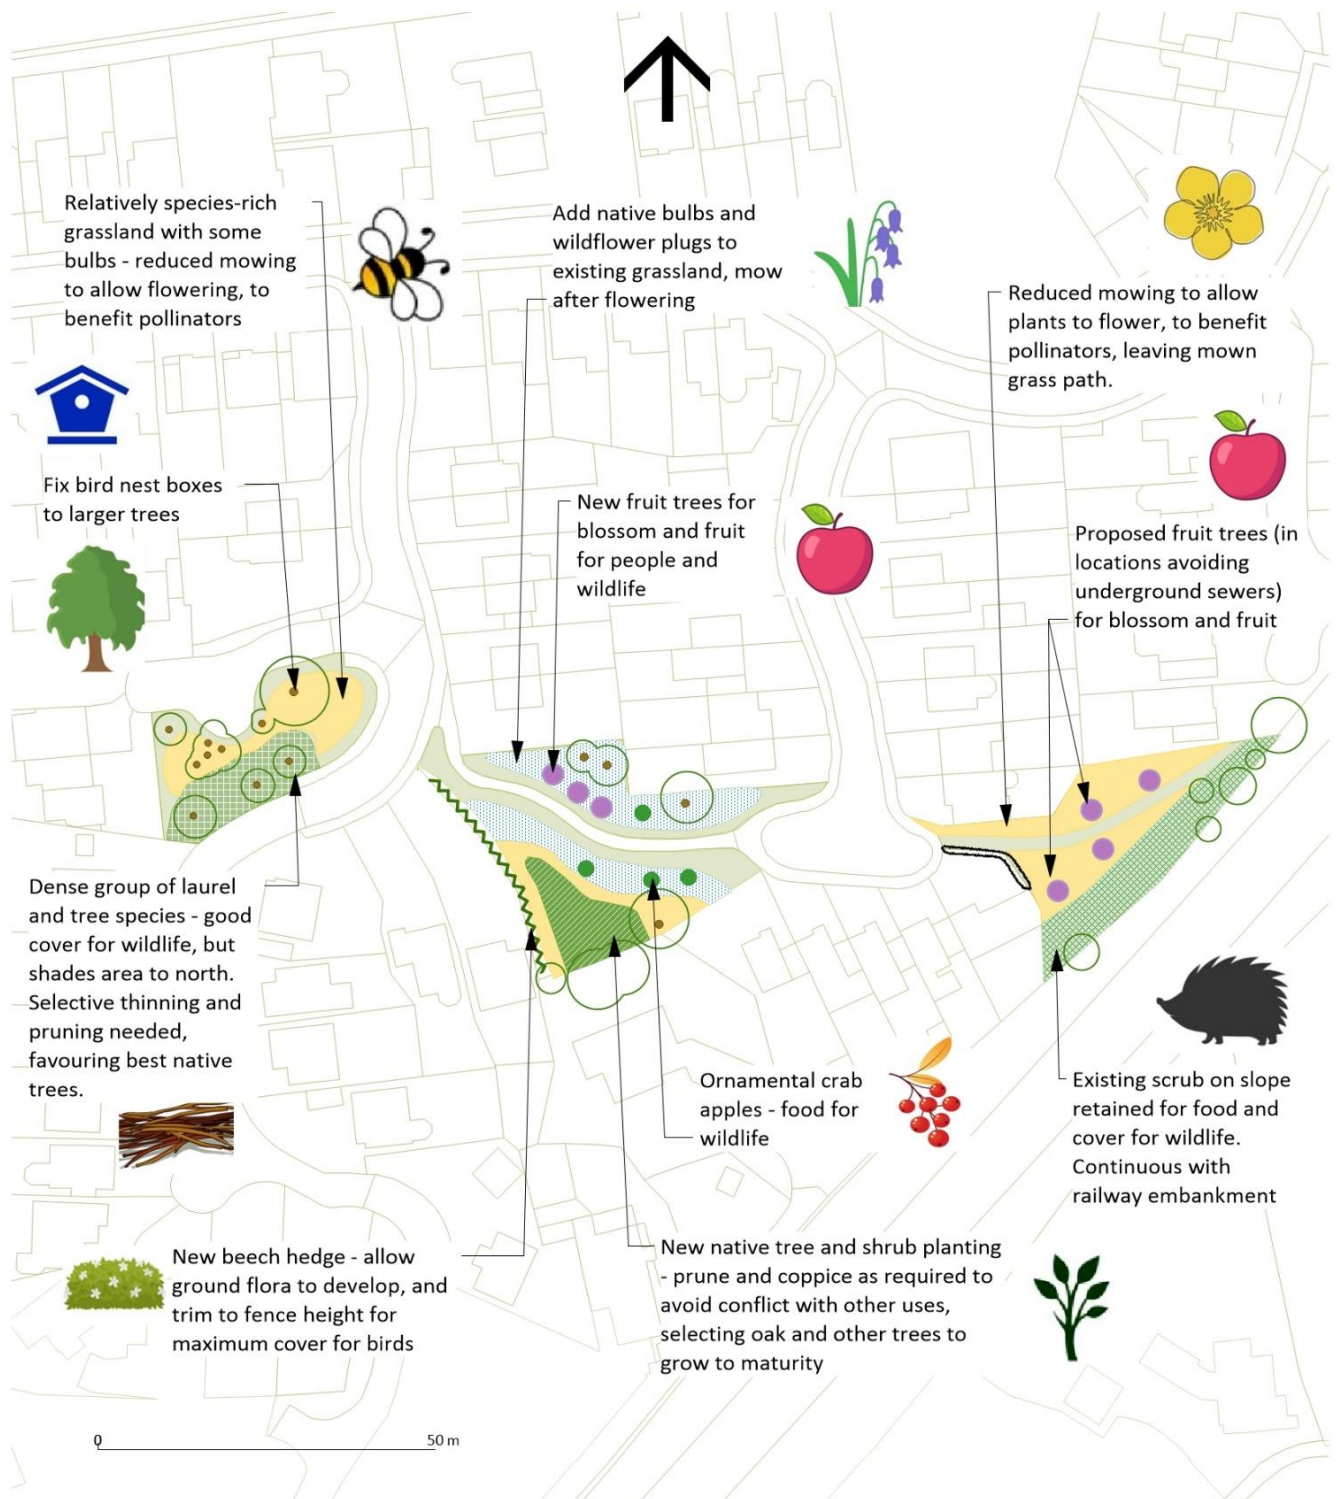 Relatively species-rich
grassland with some
bulbs - reduced mowing
to allow flowering, to
benefit pollinators
Add native bulbs and
wildflower plugs to
existing grassland, mow
after flowering
Reduced mowing to allow
plants to flower, to benefit
pollinators, leaving mown
grass path.
Fix bird nest boxes
to larger trees
New fruit trees for
blossom and fruit
for people and
wildlife
Proposed fruit trees (in
locations avoiding
underground sewers)
for blossom and fruit
Dense group of laurel
and tree species - good
cover for wildlife, but
shades area to north.
Selective thinning and
pruning needed,
favouring best native
trees.
Ornamental crab
apples - food for
wildlife
Existing scrub on slope
retained for food and
cover for wildlife.
Continuous with
railway embankment
New beech hedge - allow
ground flora to develop, and
trim to fence height for
maximum cover for birds
New native tree and shrub planting
- prune and coppice as required to
avoid conflict with other uses,
selecting oak and other trees to
grow to maturity
0 50 m